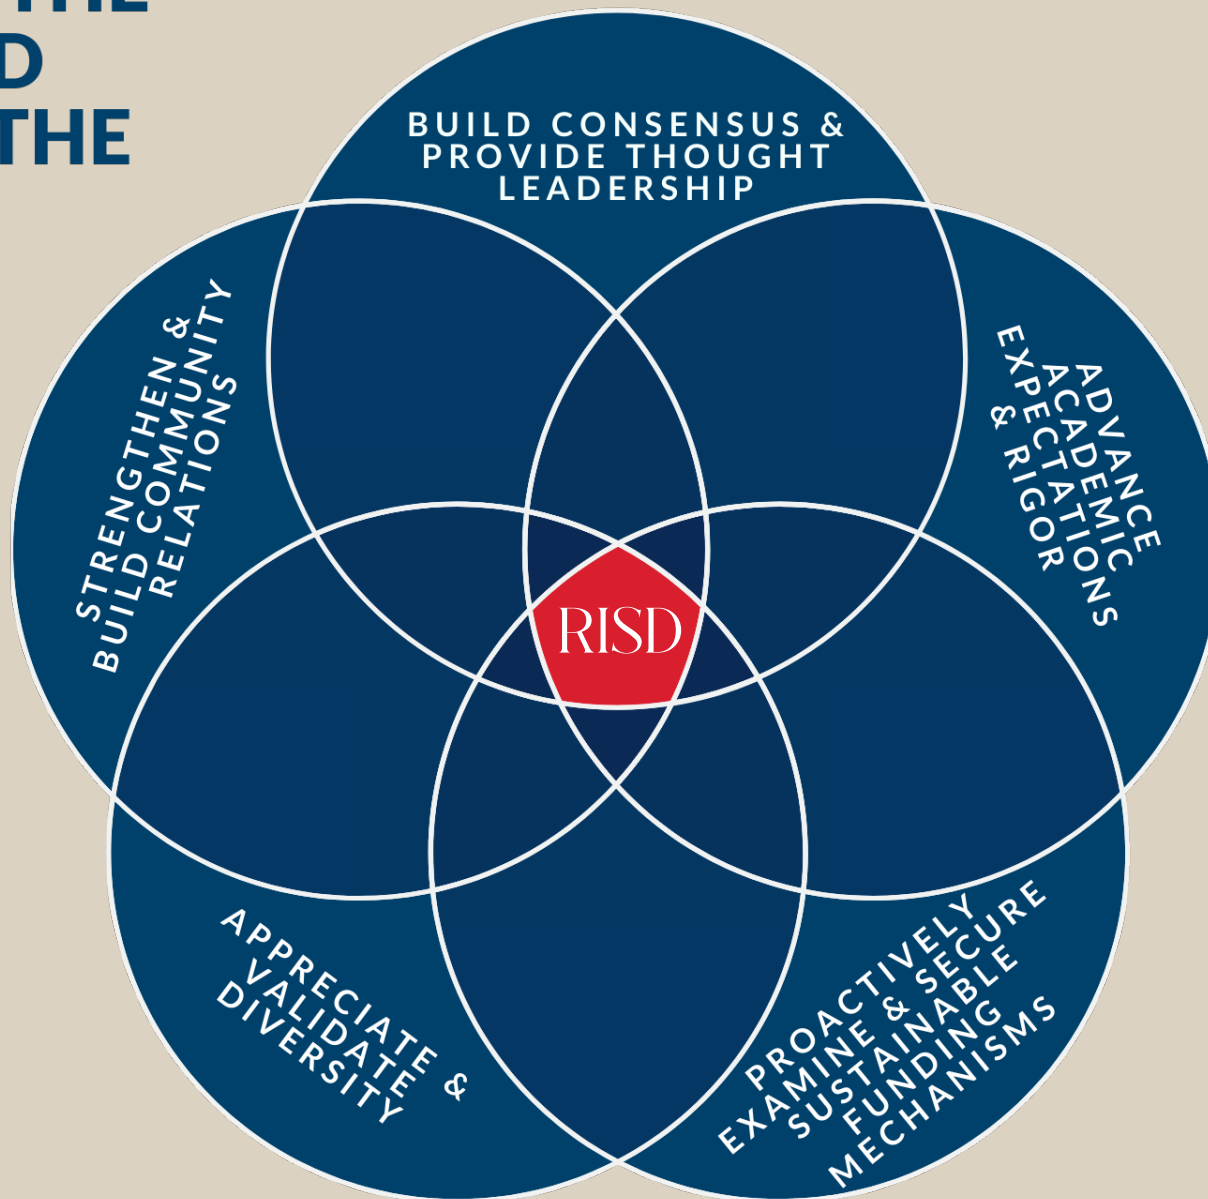 THE
D
THE
BUILD CONSENSUS &
PROVIDE THOUGHT
LEADERSHIP
STRENGTHEN &
BUILD COMMUNITY
RELATIONS
ADVANCE
ACADEMIC
EXPECTATIONS
& RIGOR
RISD
APPRECIATE &
VALIDATE
DIVERSITY
PROACTIVELY
EXAMINE & SECURE
SUSTAINABLE
FUNDING
MECHANISMS